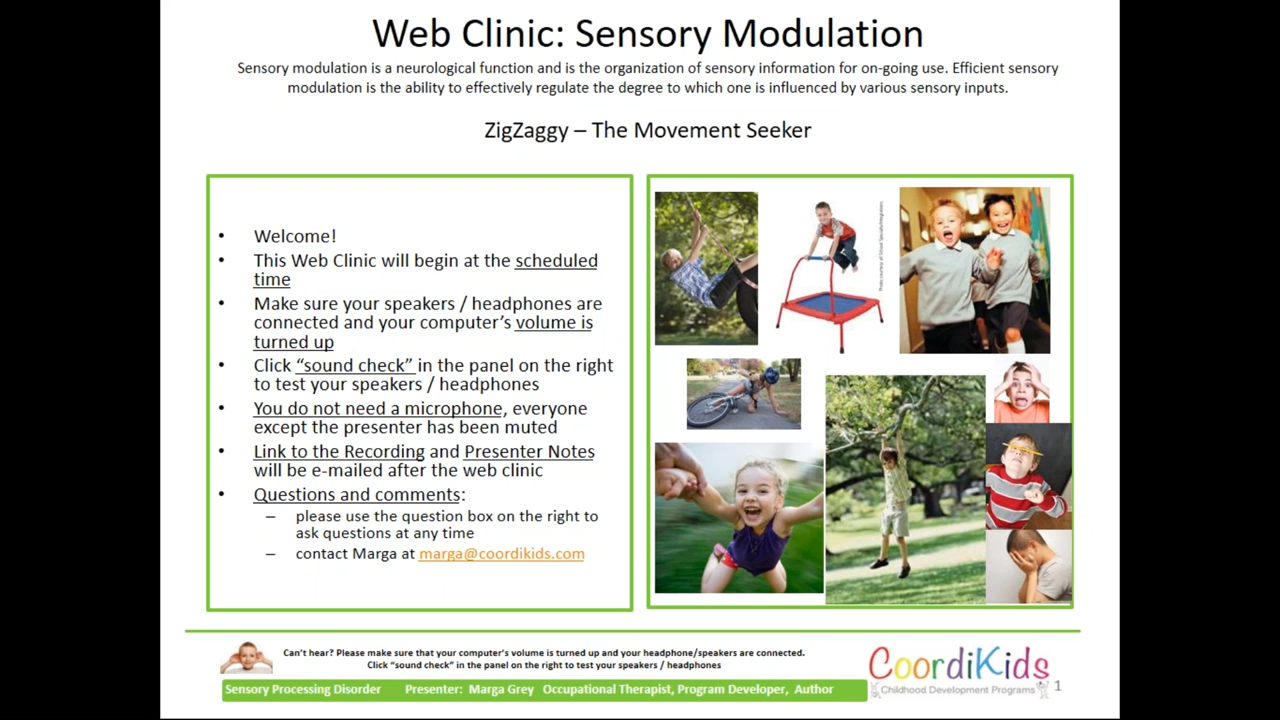 Web Clinic: Sensory Modulation
Sensory modulation is a neurological function and is the organization of sensory information for on-going use. Efficient sensory
modulation is the ability to effectively regulate the degree to which one is influenced by various sensory inputs.
ZigZaggy – The Movement Seeker
• Welcome!
• This Web Clinic will begin at the scheduled
time
• Make sure your speakers / headphones are
connected and your computer’s volume is
turned up
• Click “sound check” in the panel on the right
to test your speakers / headphones
• You do not need a microphone, everyone
except the presenter has been muted
• Link to the Recording and Presenter Notes
will be e-mailed after the web clinic
• Questions and comments:
– please use the question box on the right to
ask questions at any time
– contact Marga at marga@coordikids.com
Can’t hear? Please make sure that your computer’s volume is turned up and your headphone/speakers are connected.
Click “sound check” in the panel on the right to test your speakers / headphones
Sensory Processing Disorder Presenter: Marga Grey Occupational Therapist, Program Developer, Author
CoordiKids
Childhood Development Programs
1